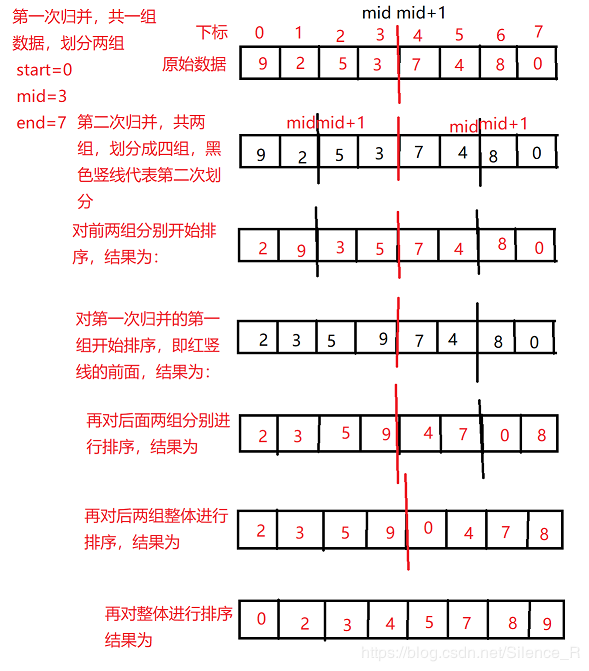 第一次归并，共一组
数据，划分两组
start=0
mid=3
end=7
mid mid+1
下标 0 1 2 3 4 5 6 7
原始数据 9 2 5 3 7 4 8 0
第二次归并，共两
组，划分成四组，黑
色竖线代表第二次划
分
mid mid+1 mid mid+1
9 2 5 3 7 4 8 0
对前两组分别开始排
序，结果为：
2 9 3 5 7 4 8 0
对第一次归并的第一
组开始排序，即红竖
线的前面，结果为：
2 3 5 9 7 4 8 0
再对后面两组分别进
行排序，结果为
2 3 5 9 4 7 0 8
再对后两组整体进行
排序，结果为
2 3 5 9 0 4 7 8
再对整体进行排序
结果为
0 2 3 4 5 7 8 9
https://blog.csdn.net/Silence_R